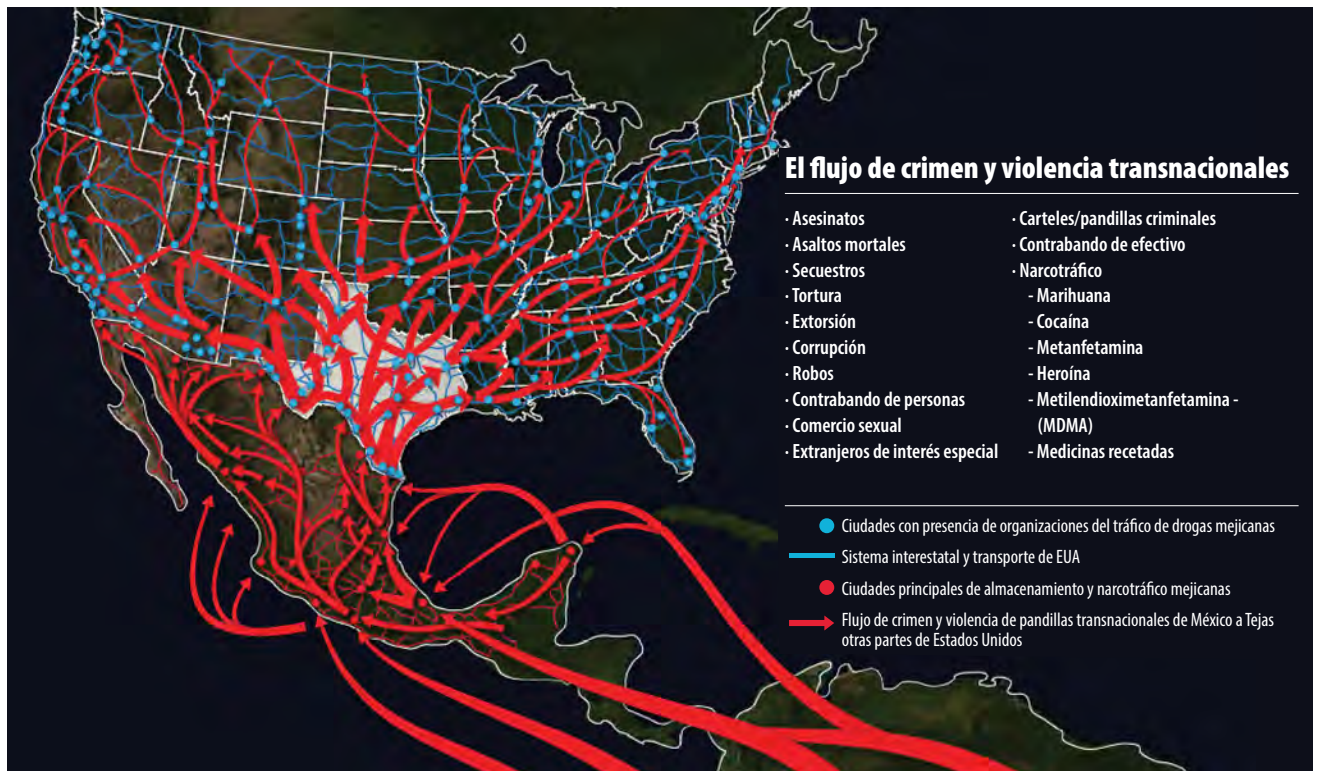 El flujo de crimen y violencia transnacionales
· Asesinatos
· Asaltos mortales
· Secuestros
· Tortura
· Extorsión
· Corrupción
· Robos
· Contrabando de personas
· Comercio sexual
· Extranjeros de interés especial
· Carteles/pandillas criminales
· Contrabando de efectivo
· Narcotráfico
- Marihuana
- Cocaína
- Metanfetamina
- Heroína
- Metilendioximetanfetamina -
(MDMA)
- Medicinas recetadas
Ciudades con presencia de organizaciones del tráfico de drogas mejicanas
Sistema interestatal y transporte de EUA
Ciudades principales de almacenamiento y narcotráfico mejicanas
Flujo de crimen y violencia de pandillas transnacionales de México a Tejas
otras partes de Estados Unidos